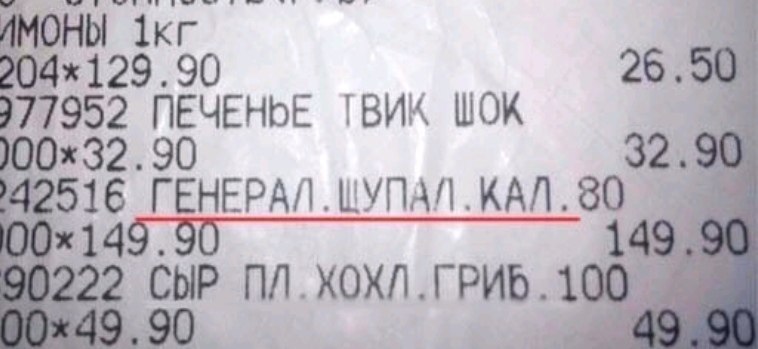 ИМОНЫ 1кг
204*129.90 26.50
977952 ПЕЧЕНЬЕ ТВИК ШОК
000*32.90 32.90
242516 ГЕНЕРАЛ.ЩУПАЛ.КАЛ.80
00*149.90 149.90
90222 СЫР ПЛ.ХОХЛ.ГРИБ.100
00*49.90 49.90